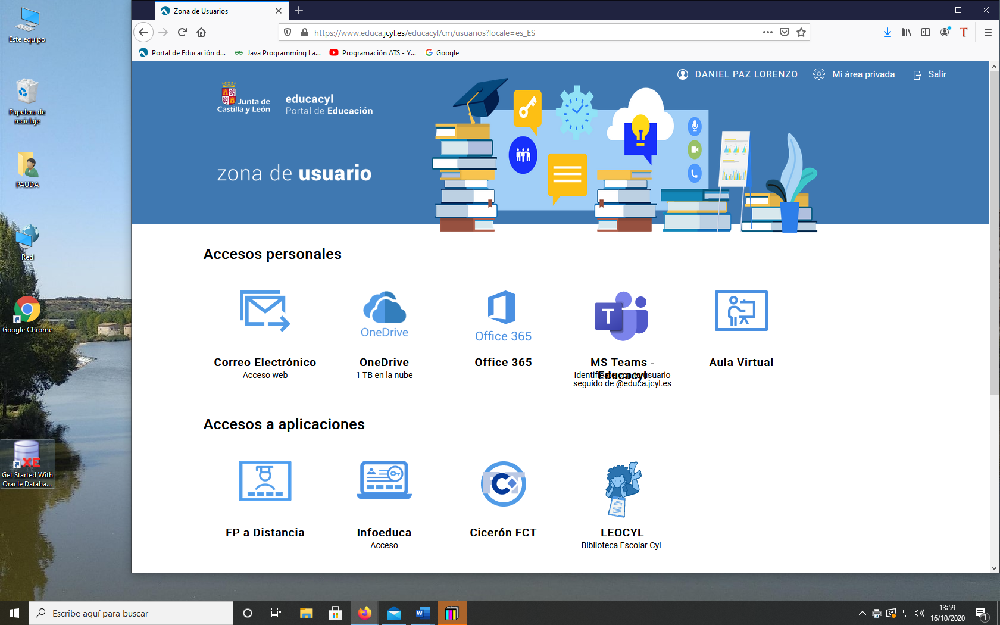 Este equipo
Papelera de
reciclaje
PAUDA
Red
Google Chrome
XE
Get Started With
Oracle Databa...
Zona de Usuarios
https://www.educa.jcyl.es/educacyl/cm/usuarios?locale=es_ES
T
Portal de Educación d...
Java Programming La...
Programación ATS - Y...
Google
DANIEL PAZ LORENZO
Mi área privada
Salir
Junta de
Castilla y León
educacyl
Portal de Educación
zona de usuario
Accesos personales
OneDrive
Office 365
T
Correo Electrónico
Acceso web
OneDrive
1 TB en la nube
Office 365
MS Teams -
Educacyl
Identifícate con tu usuario
seguido de @educa.jcyl.es
Aula Virtual
Accesos a aplicaciones
FP a Distancia
Infoeduca
Acceso
Cicerón FCT
LEOCYL
Biblioteca Escolar CyL
Escribe aquí para buscar
13:59
16/10/2020
1